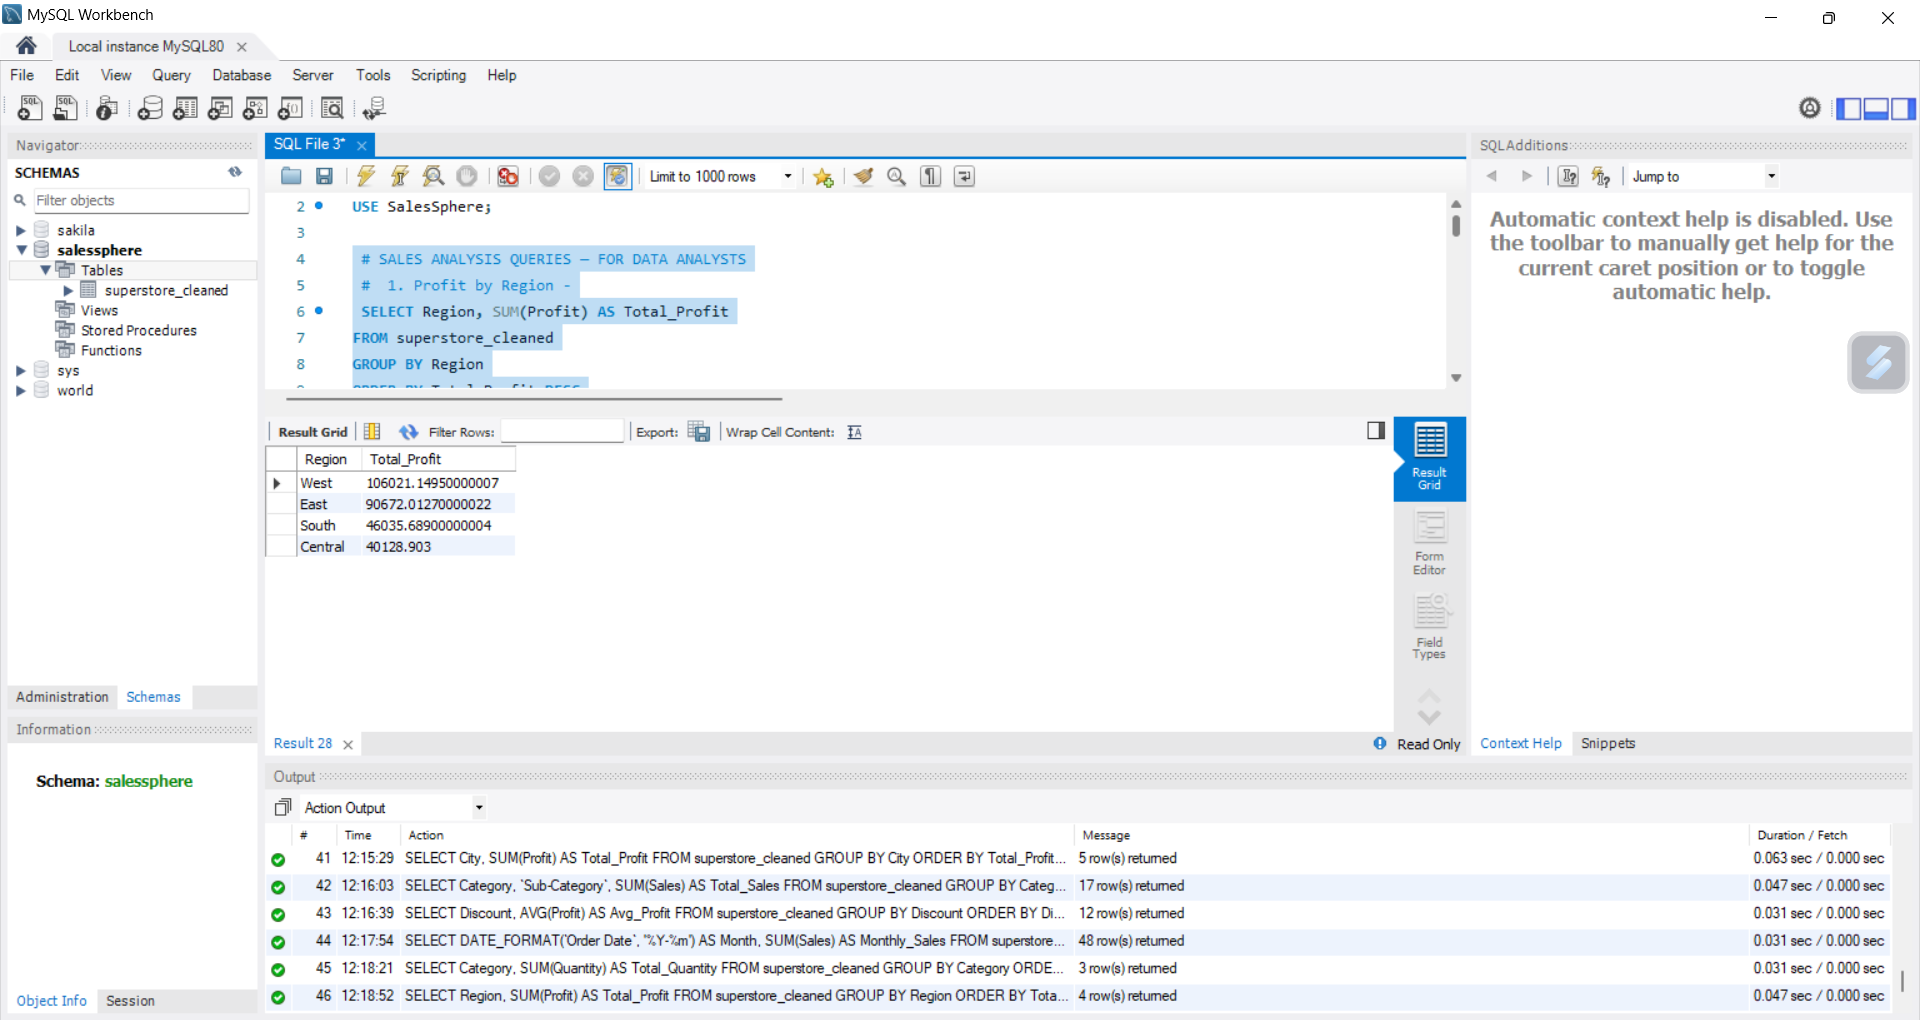 MySQL Workbench
Local instance MySQL80
File Edit View Query Database Server Tools Scripting Help
Navigator
SCHEMAS
Filter objects
sakila
salessphere
Tables
superstore_cleaned
Views
Stored Procedures
Functions
sys
world
Administration Schemas
Information
Schema: salessphere
Object Info Session
SQL File 3*
Limit to 1000 rows
2 USE SalesSphere;
3
4 # SALES ANALYSIS QUERIES – FOR DATA ANALYSTS
5 # 1. Profit by Region -
6 SELECT Region, SUM(Profit) AS Total_Profit
7 FROM superstore_cleaned
8 GROUP BY Region
9 ORDER BY Total_Profit DESC
Result Grid Filter Rows: Export: Wrap Cell Content:
Region Total_Profit
West 106021.14950000007
East 90672.01270000022
South 46035.68900000004
Central 40128.903
Result Grid
Form Editor
Field Types
Result 28
Read Only
SQLAdditions
Jump to
Automatic context help is disabled. Use
the toolbar to manually get help for the
current caret position or to toggle
automatic help.
Context Help Snippets
Output
Action Output
# Time Action Message Duration / Fetch
41 12:15:29 SELECT City, SUM(Profit) AS Total_Profit FROM superstore_cleaned GROUP BY City ORDER BY Total_Profit... 5 row(s) returned 0.063 sec / 0.000 sec
42 12:16:03 SELECT Category, `Sub-Category`, SUM(Sales) AS Total_Sales FROM superstore_cleaned GROUP BY Categ... 17 row(s) returned 0.047 sec / 0.000 sec
43 12:16:39 SELECT Discount, AVG(Profit) AS Avg_Profit FROM superstore_cleaned GROUP BY Discount ORDER BY Di... 12 row(s) returned 0.031 sec / 0.000 sec
44 12:17:54 SELECT DATE_FORMAT(`Order Date`, "%Y-%m") AS Month, SUM(Sales) AS Monthly_Sales FROM superstore... 48 row(s) returned 0.031 sec / 0.000 sec
45 12:18:21 SELECT Category, SUM(Quantity) AS Total_Quantity FROM superstore_cleaned GROUP BY Category ORDE... 3 row(s) returned 0.031 sec / 0.000 sec
46 12:18:52 SELECT Region, SUM(Profit) AS Total_Profit FROM superstore_cleaned GROUP BY Region ORDER BY Tota... 4 row(s) returned 0.047 sec / 0.000 sec